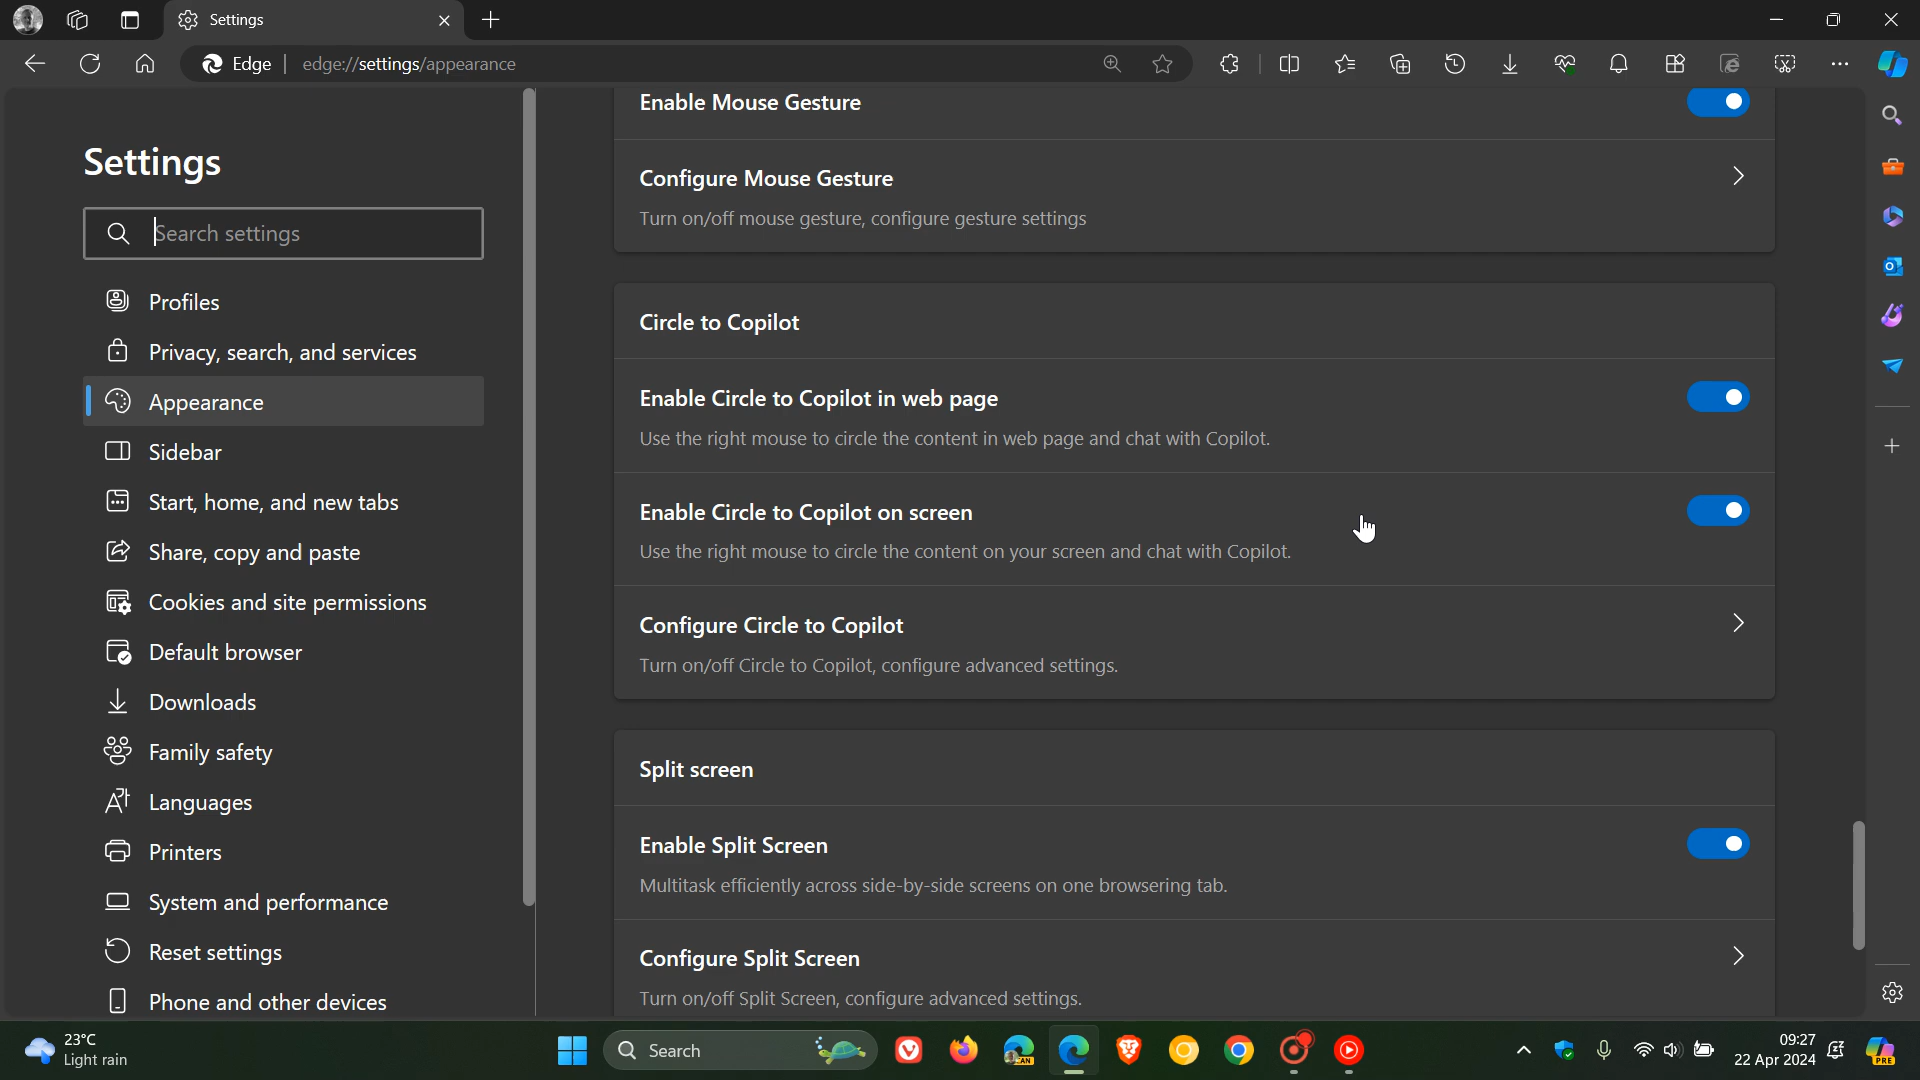 Settings
Edge
edge://settings/appearance
Settings
Search settings
Profiles
Privacy, search, and services
Appearance
Sidebar
Start, home, and new tabs
Share, copy and paste
Cookies and site permissions
Default browser
Downloads
Family safety
Languages
Printers
System and performance
Reset settings
Phone and other devices
Enable Mouse Gesture
Configure Mouse Gesture
Turn on/off mouse gesture, configure gesture settings
Circle to Copilot
Enable Circle to Copilot in web page
Use the right mouse to circle the content in web page and chat with Copilot.
Enable Circle to Copilot on screen
Use the right mouse to circle the content on your screen and chat with Copilot.
Configure Circle to Copilot
Turn on/off Circle to Copilot, configure advanced settings.
Split screen
Enable Split Screen
Multitask efficiently across side-by-side screens on one browsering tab.
Configure Split Screen
Turn on/off Split Screen, configure advanced settings.
23°C
Light rain
Search
CAN
09:27
22 Apr 2024
PRE